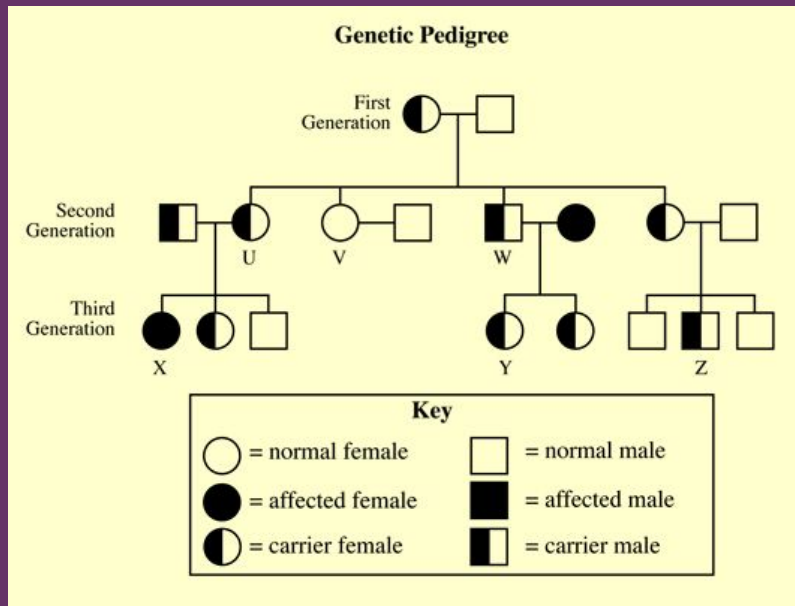 Genetic Pedigree
First
Generation
Second
Generation
U
V
W
Third
Generation
X
Y
Z
Key
= normal female
= normal male
= affected female
= affected male
= carrier female
= carrier male